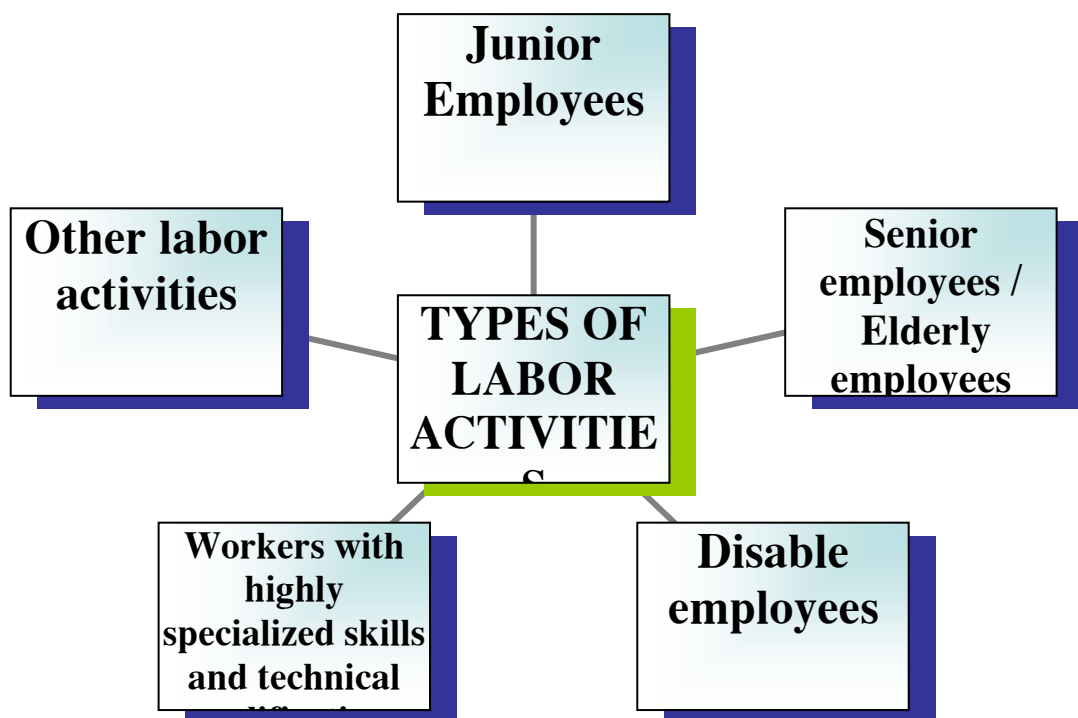 Junior
Employees
Other labor
activities
Senior
employees /
Elderly
employees
TYPES OF
LABOR
ACTIVITIE
S
Workers with
highly
specialized skills
and technical
Disable
employees